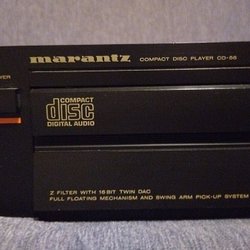 marantz COMPACT DISC PLAYER CD-56
COMPACT
disc
DIGITAL AUDIO
2 FILTER WITH 16 BIT TWIN DAC
FULL FLOATING MECHANISM AND SWING ARM PICK-UP SYSTEM